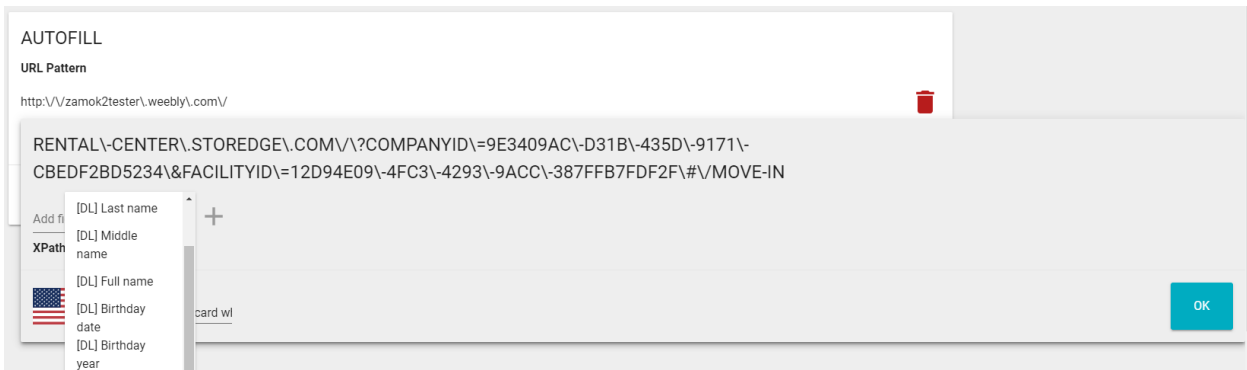 AUTOFILL
URL Pattern
http:\/\/zamok2tester\.weebly\.com\/
RENTAL\-CENTER\.STOREDGE\.COM\/\?COMPANYID\=9E3409AC\-D31B\-435D\-9171\-
CBEDF2BD5234\&FACILITYID\=12D94E09\-4FC3\-4293\-9ACC\-387FFB7FDF2F\#\/MOVE-IN
Add fi
[DL] Last name
XPath
[DL] Middle
name
[DL] Full name
[DL] Birthday
date
card wl
[DL] Birthday
year
OK